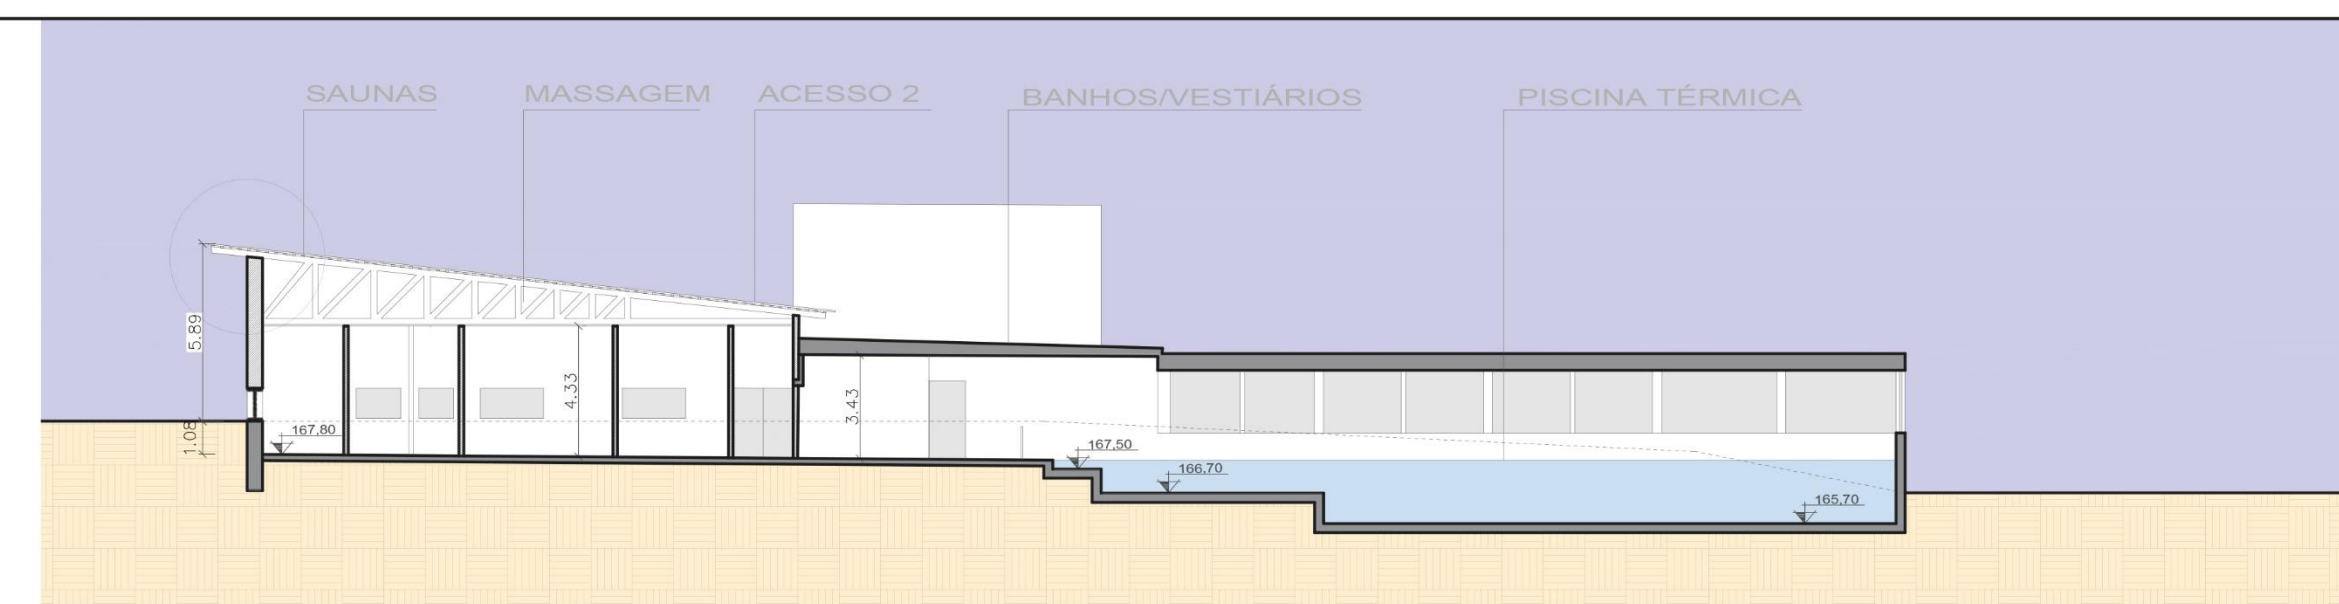 SAUNAS
MASSAGEM
ACESSO 2
BANHOS/VESTIÁRIOS
PISCINA TÉRMICA
5.89
4.33
3.43
1.08
167,80
167,50
166,70
165,70